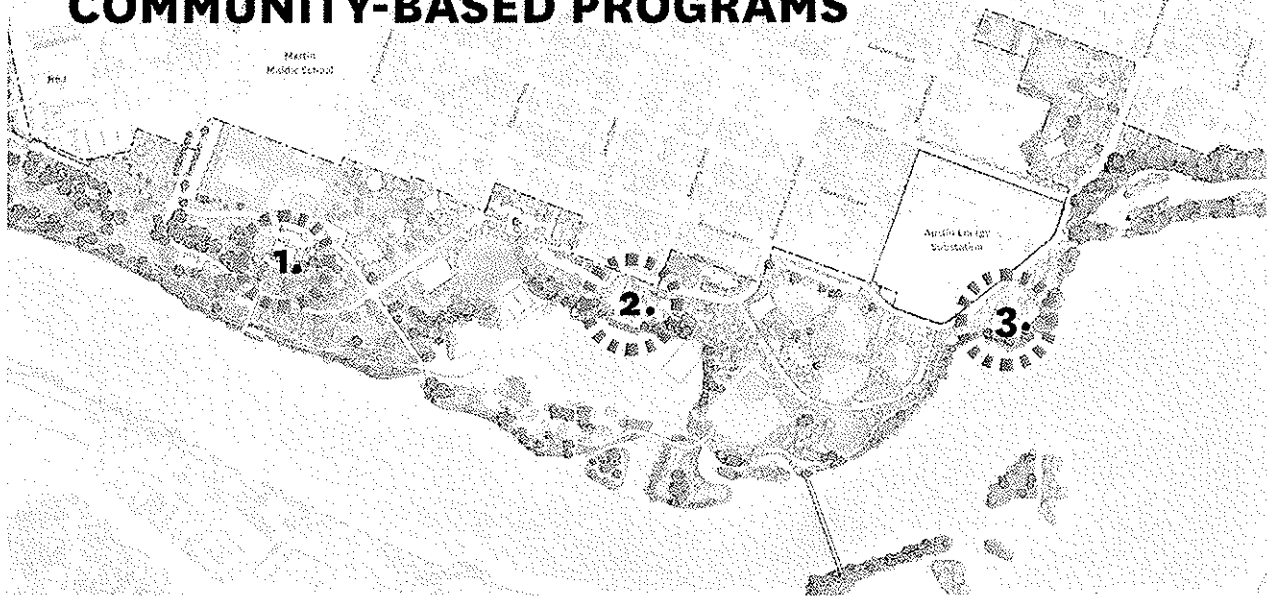 COMMUNITY-BASED PROGRAMS
Martin
Middle School
Austin Energy
Substation
1.
2.
3.